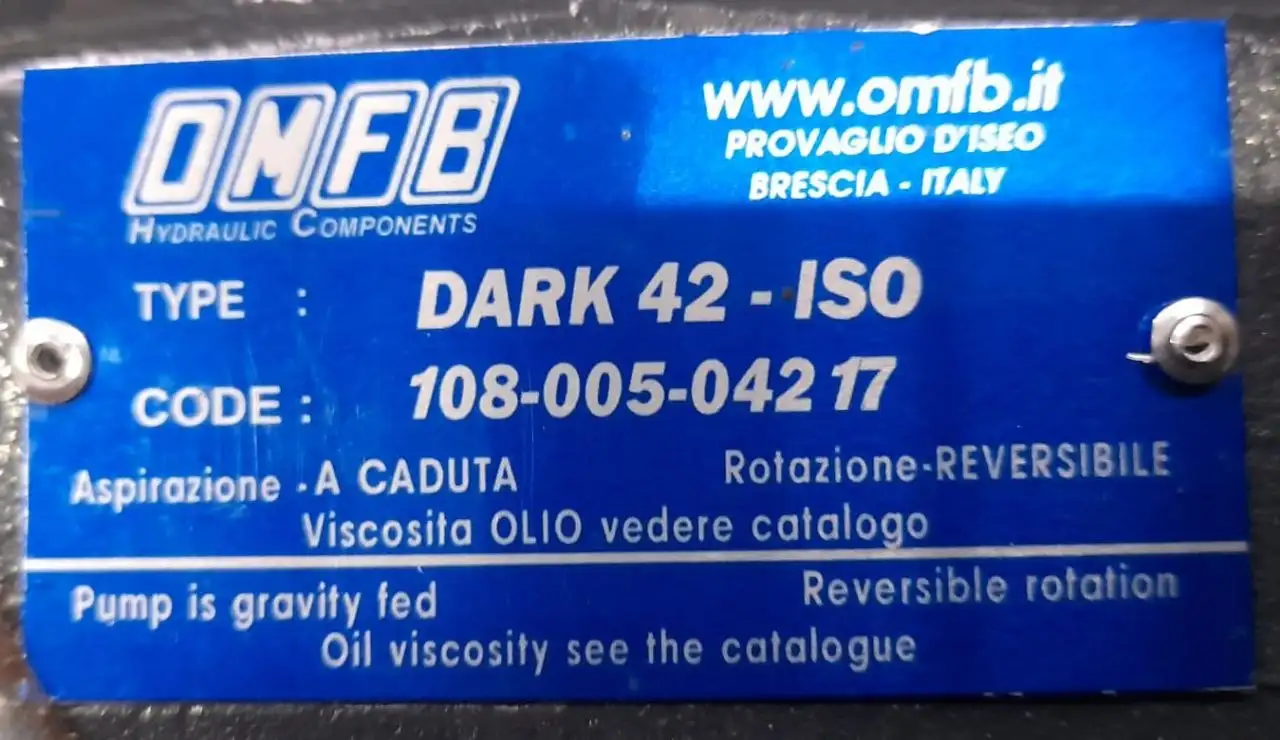 OMFB
HYDRAULIC COMPONENTS
www.omfb.it
PROVAGLIO D'ISEO
BRESCIA - ITALY
TYPE : DARK 42 - ISO
CODE : 108-005-042 17
Aspirazione - A CADUTA Rotazione-REVERSIBILE
Viscosita OLIO vedere catalogo
Pump is gravity fed Reversible rotation
Oil viscosity see the catalogue